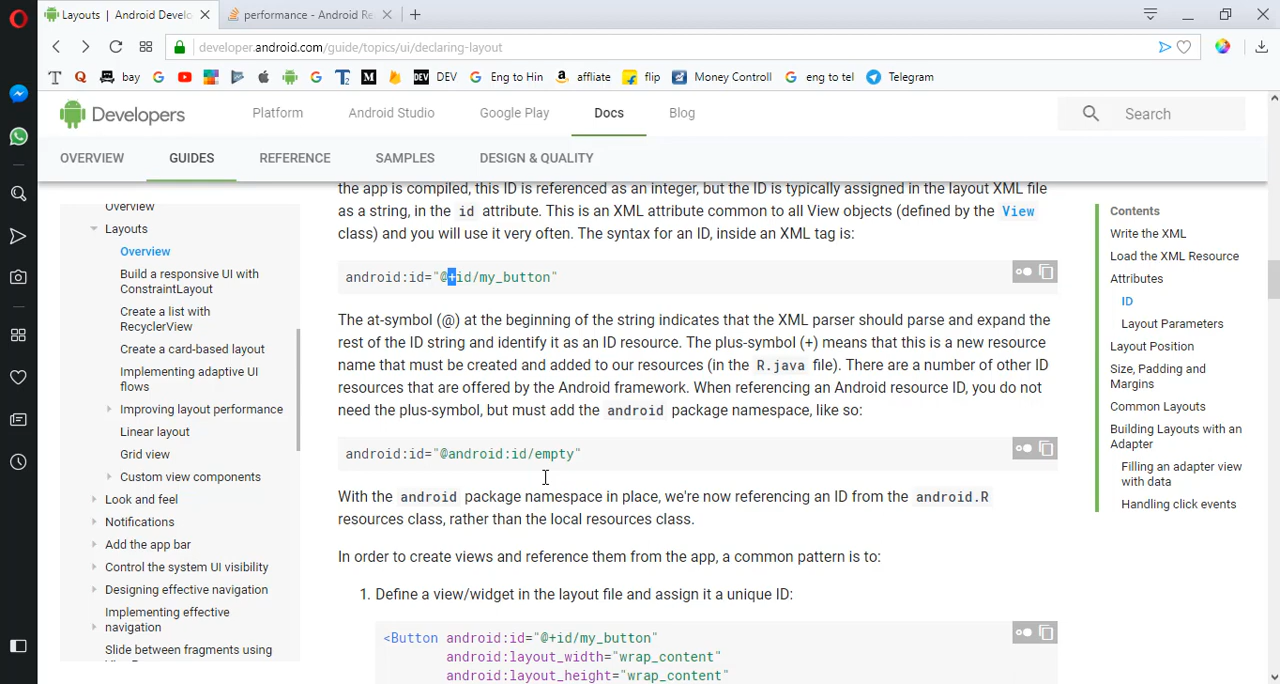 Layouts | Android Develo
performance - Android Re
developer.android.com/guide/topics/ui/declaring-layout
bay
DEV
Eng to Hin
affliate
flip
Money Controll
eng to tel
Telegram
Developers
Platform
Android Studio
Google Play
Docs
Blog
Search
OVERVIEW
GUIDES
REFERENCE
SAMPLES
DESIGN & QUALITY
Overview
Layouts
Overview
Build a responsive UI with
ConstraintLayout
Create a list with
RecyclerView
Create a card-based layout
Implementing adaptive UI
flows
Improving layout performance
Linear layout
Grid view
Custom view components
Look and feel
Notifications
Add the app bar
Control the system UI visibility
Designing effective navigation
Implementing effective
navigation
Slide between fragments using
the app is compiled, this ID is referenced as an integer, but the ID is typically assigned in the layout XML file
as a string, in the id attribute. This is an XML attribute common to all View objects (defined by the View
class) and you will use it very often. The syntax for an ID, inside an XML tag is:
android:id="@+id/my_button"
The at-symbol (@) at the beginning of the string indicates that the XML parser should parse and expand the
rest of the ID string and identify it as an ID resource. The plus-symbol (+) means that this is a new resource
name that must be created and added to our resources (in the R.java file). There are a number of other ID
resources that are offered by the Android framework. When referencing an Android resource ID, you do not
need the plus-symbol, but must add the android package namespace, like so:
android:id="@android:id/empty"
With the android package namespace in place, we're now referencing an ID from the android.R
resources class, rather than the local resources class.
In order to create views and reference them from the app, a common pattern is to:
1. Define a view/widget in the layout file and assign it a unique ID:
<Button android:id="@+id/my_button"
android:layout_width="wrap_content"
android:layout_height="wrap_content"
Contents
Write the XML
Load the XML Resource
Attributes
ID
Layout Parameters
Layout Position
Size, Padding and
Margins
Common Layouts
Building Layouts with an
Adapter
Filling an adapter view
with data
Handling click events